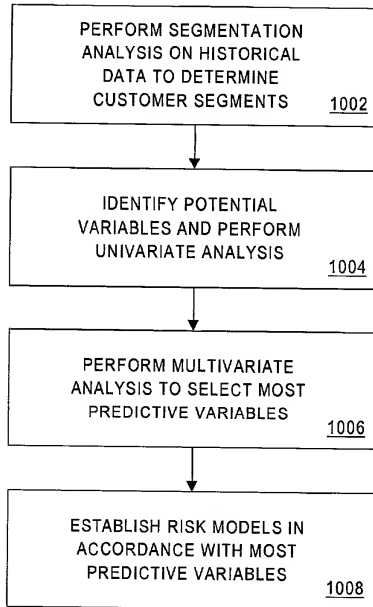 PERFORM SEGMENTATION
ANALYSIS ON HISTORICAL
DATA TO DETERMINE
CUSTOMER SEGMENTS
1002
IDENTIFY POTENTIAL
VARIABLES AND PERFORM
UNIVARIATE ANALYSIS
1004
PERFORM MULTIVARIATE
ANALYSIS TO SELECT MOST
PREDICTIVE VARIABLES
1006
ESTABLISH RISK MODELS IN
ACCORDANCE WITH MOST
PREDICTIVE VARIABLES
1008